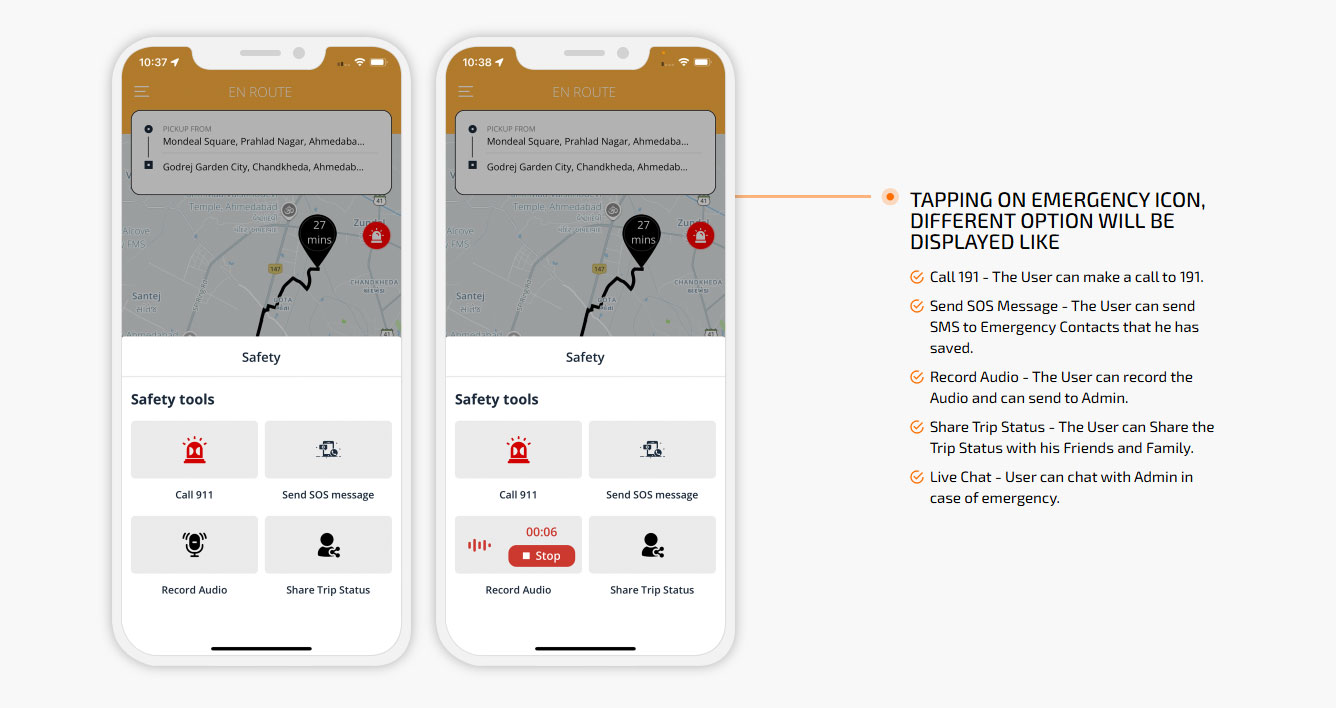 10:37
EN ROUTE
PICKUP FROM
Mondeal Square, Prahlad Nagar, Ahmedaba...
Godrej Garden City, Chandkheda, Ahmedab...
Temple, Ahmedabad
41
27
mins
Alcove
FMS
147
CHANDKHEDA
Santej
41
Safety
Safety tools
Call 911
Send SOS message
Record Audio
Share Trip Status
10:38
EN ROUTE
PICKUP FROM
Mondeal Square, Prahlad Nagar, Ahmedaba...
Godrej Garden City, Chandkheda, Ahmedab...
Temple, Ahmedabad
41
27
mins
Alcove
FMS
147
CHANDKHEDA
Santej
41
Safety
Safety tools
Call 911
Send SOS message
00:06
Stop
Record Audio
Share Trip Status
TAPPING ON EMERGENCY ICON,
DIFFERENT OPTION WILL BE
DISPLAYED LIKE
Call 191 - The User can make a call to 191.
Send SOS Message - The User can send
SMS to Emergency Contacts that he has
saved.
Record Audio - The User can record the
Audio and can send to Admin.
Share Trip Status - The User can Share the
Trip Status with his Friends and Family.
Live Chat - User can chat with Admin in
case of emergency.